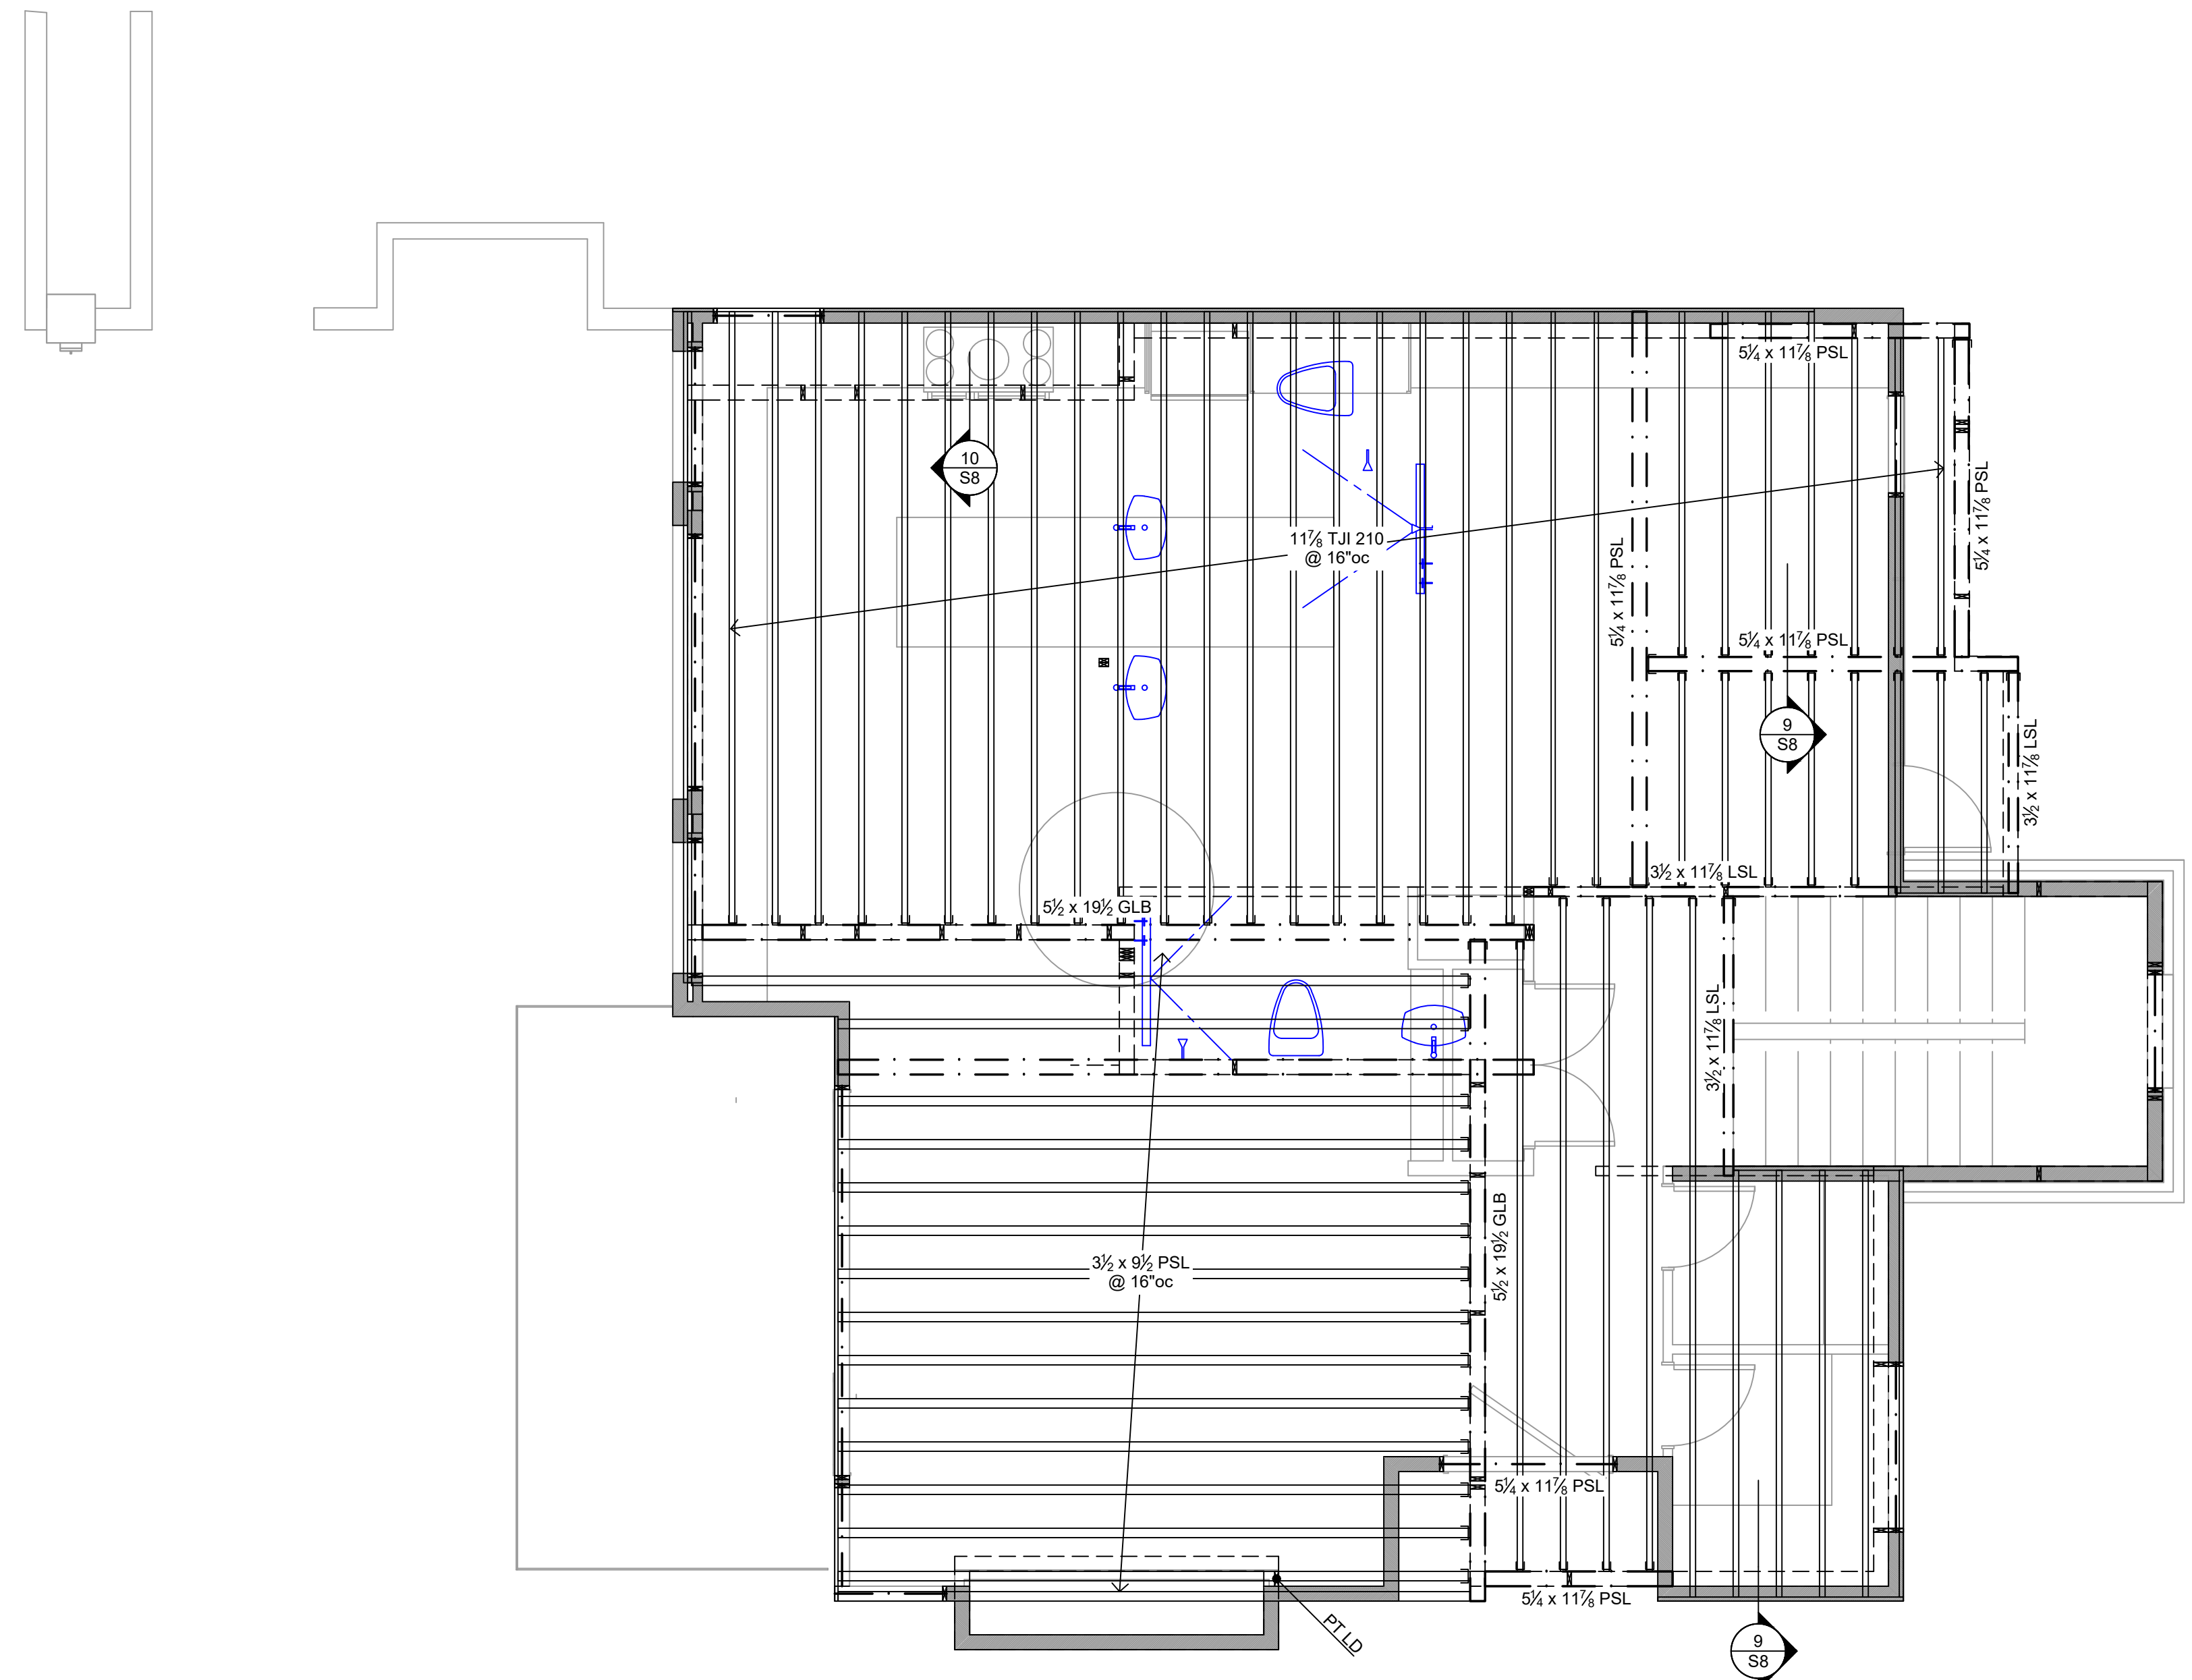 5¼ x 11⅞ PSL
10
S8
5¼ x 11⅞ PSL
11⅞ TJI 210
@ 16"oc
5¼ x 11⅞ PSL
5¼ x 11⅞ PSL
9
S8
3½ x 11⅞ LSL
3½ x 11⅞ LSL
5½ x 19½ GLB
3½ x 11⅞ LSL
5½ x 19½ GLB
3½ x 9½ PSL
@ 16"oc
5¼ x 11⅞ PSL
5¼ x 11⅞ PSL
PT LD
9
S8